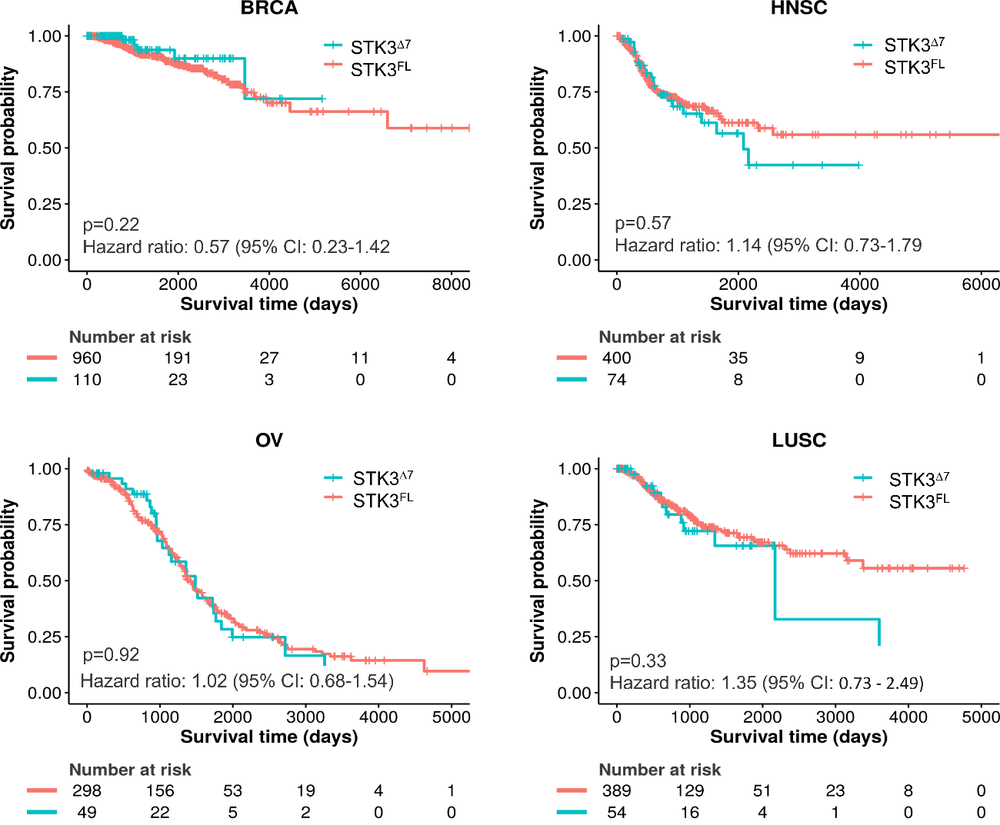 BRCA
1.00
0.75
0.50
0.25
0.00
Survival probability
STK3Δ7
STK3FL
p=0.22
Hazard ratio: 0.57 (95% CI: 0.23-1.42
0 2000 4000 6000 8000
Survival time (days)
Number at risk
960 191 27 11 4
110 23 3 0 0
HNSC
1.00
0.75
0.50
0.25
0.00
Survival probability
STK3Δ7
STK3FL
p=0.57
Hazard ratio: 1.14 (95% CI: 0.73-1.79
0 2000 4000 6000
Survival time (days)
Number at risk
400 35 9 1
74 8 0 0
OV
1.00
0.75
0.50
0.25
0.00
Survival probability
STK3Δ7
STK3FL
p=0.92
Hazard ratio: 1.02 (95% CI: 0.68-1.54)
0 1000 2000 3000 4000 5000
Survival time (days)
Number at risk
298 156 53 19 4 1
49 22 5 2 0 0
LUSC
1.00
0.75
0.50
0.25
0.00
Survival probability
STK3Δ7
STK3FL
p=0.33
Hazard ratio: 1.35 (95% CI: 0.73 - 2.49)
0 1000 2000 3000 4000 5000
Survival time (days)
Number at risk
389 129 51 23 8 0
54 16 4 1 0 0